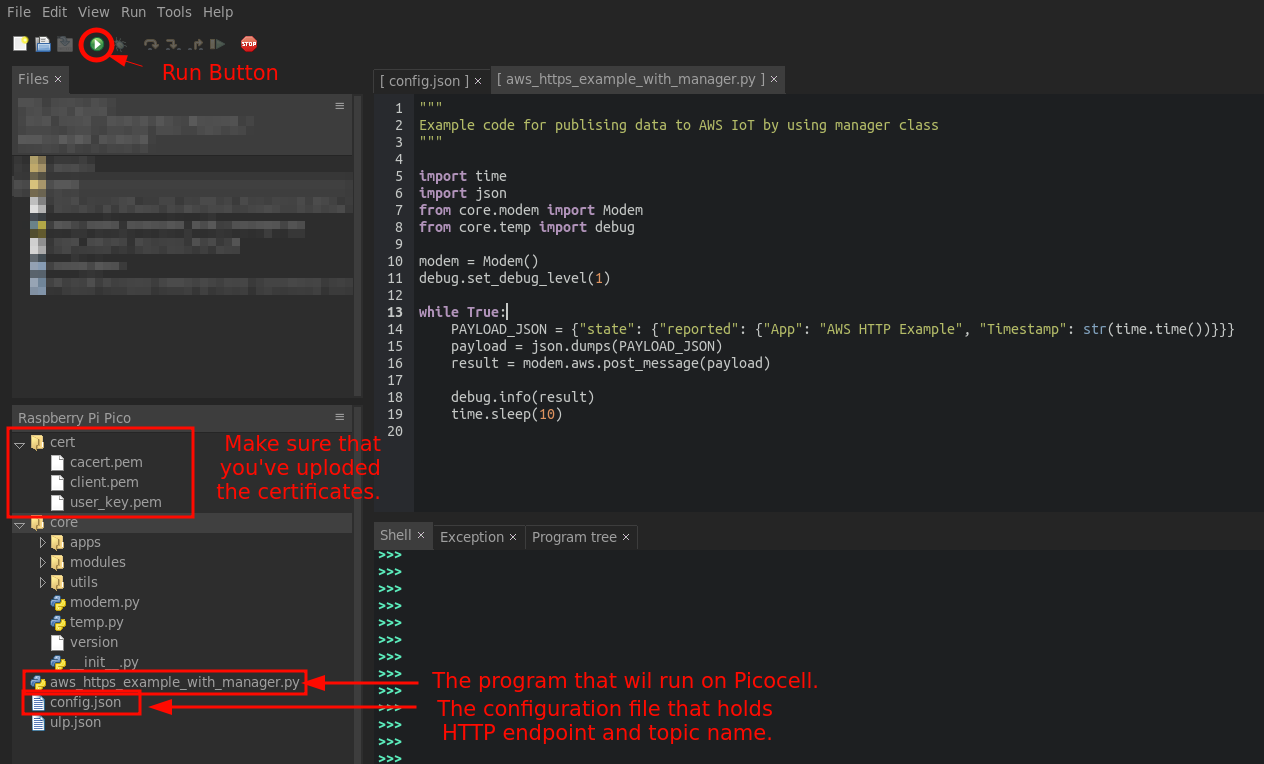 File Edit View Run Tools Help
STOP
Run Button
Files ×
[ config.json ] × [ aws_https_example_with_manager.py ] ×
1 """
2 Example code for publising data to AWS IoT by using manager class
3 """
4
5 import time
6 import json
7 from core.modem import Modem
8 from core.temp import debug
9
10 modem = Modem()
11 debug.set_debug_level(1)
12
13 while True:
14 PAYLOAD_JSON = {"state": {"reported": {"App": "AWS HTTP Example", "Timestamp": str(time.time())}}}
15 payload = json.dumps(PAYLOAD_JSON)
16 result = modem.aws.post_message(payload)
17
18 debug.info(result)
19 time.sleep(10)
20
Raspberry Pi Pico
cert
cacert.pem
client.pem
user_key.pem
Make sure that
you've uploded
the certificates.
core
apps
modules
utils
modem.py
temp.py
version
__init__.py
aws_https_example_with_manager.py
config.json
ulp.json
Shell × Exception × Program tree ×
>>>
>>>
>>>
>>>
>>>
>>>
>>>
>>>
>>>
>>>
>>>
>>>
>>>
The program that wil run on Picocell.
The configuration file that holds
HTTP endpoint and topic name.